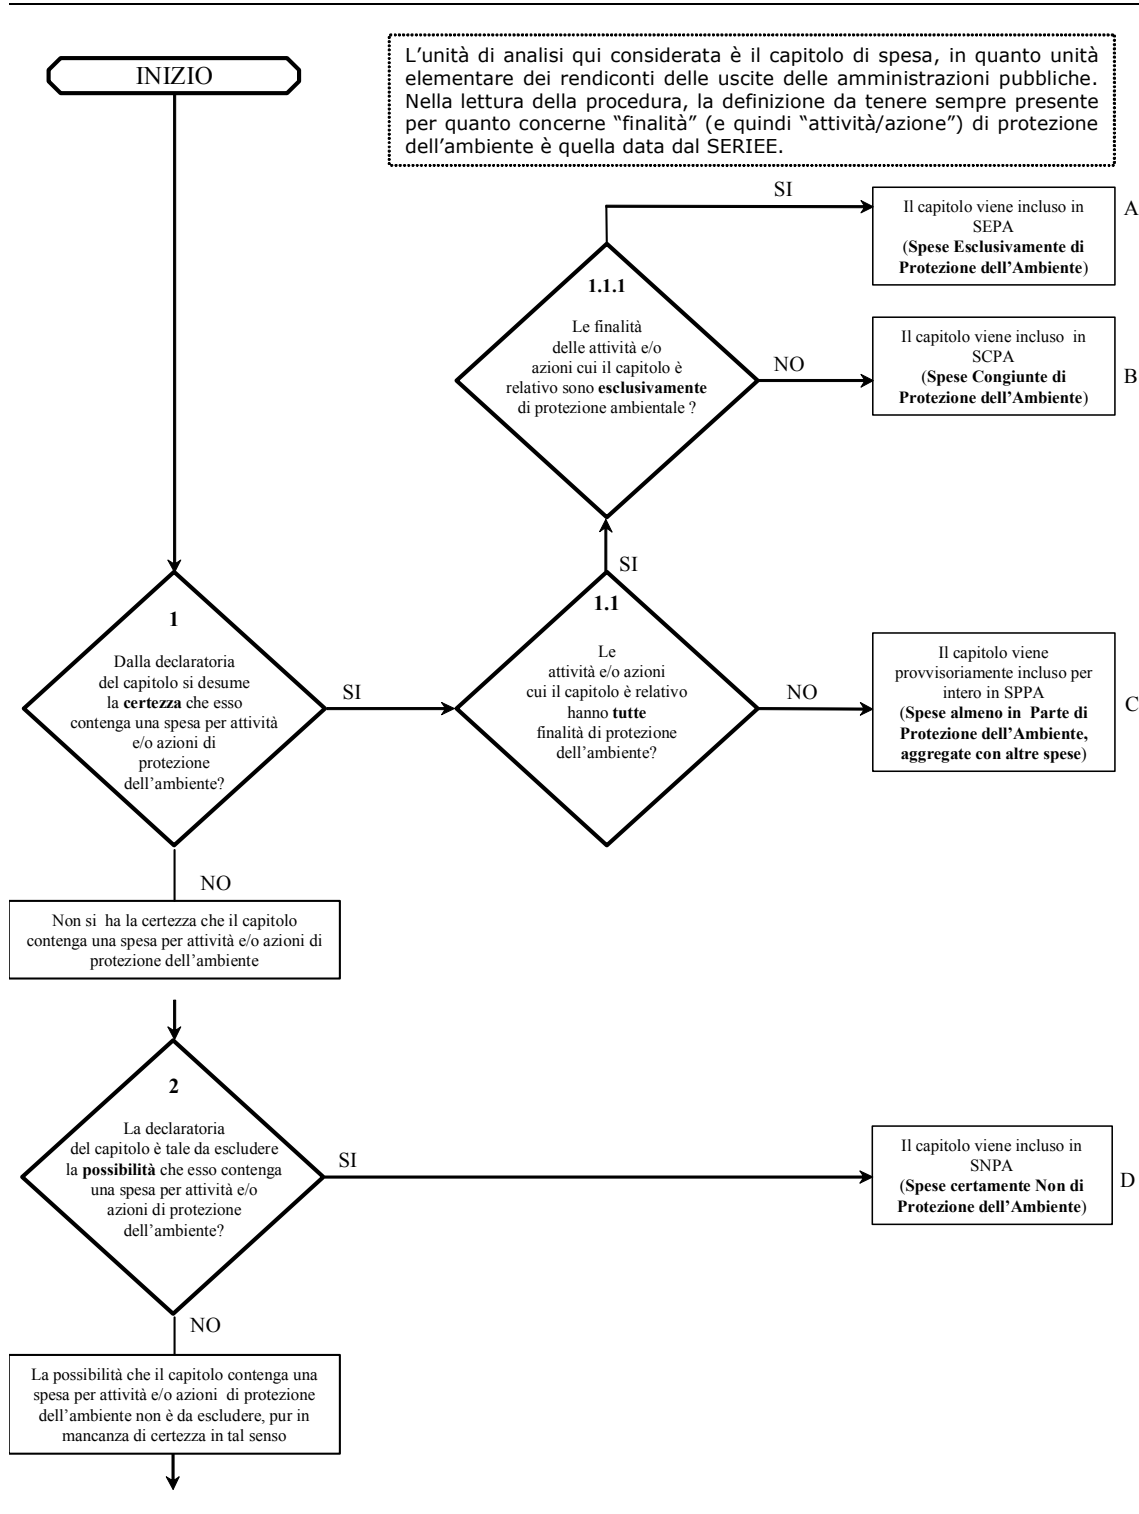 INIZIO
L'unità di analisi qui considerata è il capitolo di spesa, in quanto unità
elementare dei rendiconti delle uscite delle amministrazioni pubbliche.
Nella lettura della procedura, la definizione da tenere sempre presente
per quanto concerne “finalità” (e quindi “attività/azione”) di protezione
dell'ambiente è quella data dal SERIEE.
SI
Il capitolo viene incluso in
SEPA
(Spese Esclusivamente di
Protezione dell'Ambiente)
A
1.1.1
Le finalità
delle attività e/o
azioni cui il capitolo è
relativo sono esclusivamente
di protezione ambientale ?
NO
Il capitolo viene incluso in
SCPA
(Spese Congiunte di
Protezione dell'Ambiente)
B
SI
1
Dalla declaratoria
del capitolo si desume
la certezza che esso
contenga una spesa per attività
e/o azioni di
protezione
dell'ambiente?
SI
1.1
Le
attività e/o azioni
cui il capitolo è relativo
hanno tutte
finalità di protezione
dell'ambiente?
NO
Il capitolo viene
provvisoriamente incluso per
intero in SPPA
(Spese almeno in Parte di
Protezione dell'Ambiente,
aggregate con altre spese)
C
NO
Non si ha la certezza che il capitolo
contenga una spesa per attività e/o azioni di
protezione dell'ambiente
2
La declaratoria
del capitolo è tale da escludere
la possibilità che esso contenga
una spesa per attività e/o
azioni di protezione
dell'ambiente?
SI
Il capitolo viene incluso in
SNPA
(Spese certamente Non di
Protezione dell'Ambiente)
D
NO
La possibilità che il capitolo contenga una
spesa per attività e/o azioni di protezione
dell'ambiente non è da escludere, pur in
mancanza di certezza in tal senso